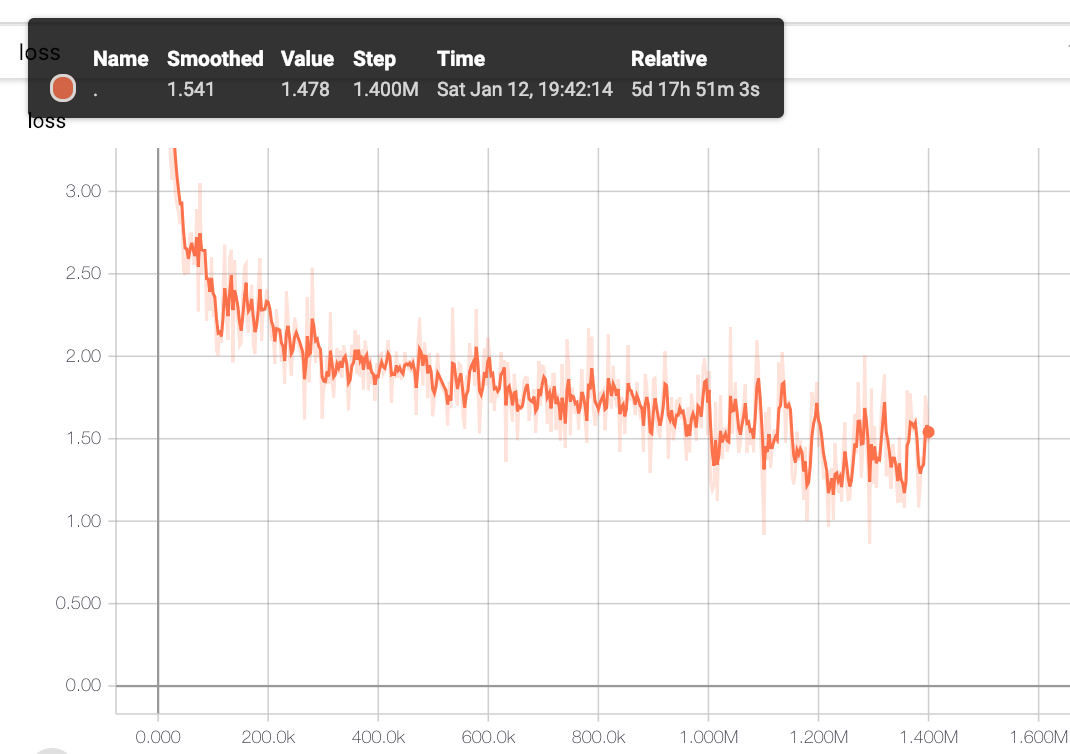 loss
Name Smoothed Value Step Time Relative
. 1.541 1.478 1.400M Sat Jan 12, 19:42:14 5d 17h 51m 3s
loss
3.00
2.50
2.00
1.50
1.00
0.500
0.00
0.000 200.0k 400.0k 600.0k 800.0k 1.000M 1.200M 1.400M 1.600M